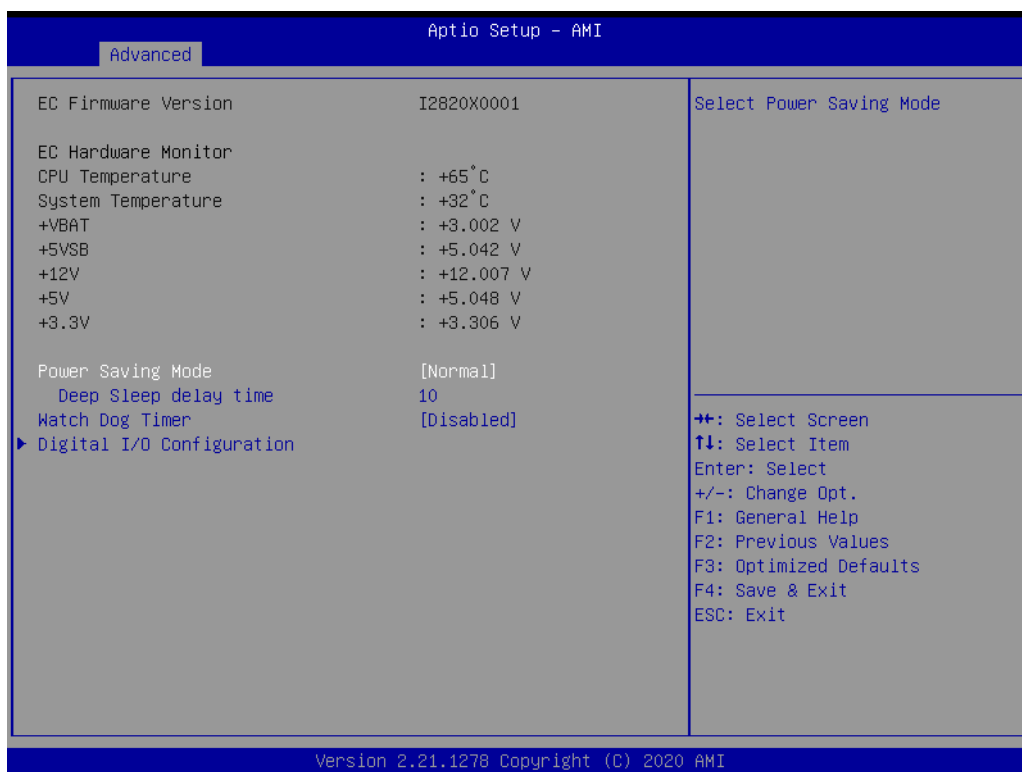 Aptio Setup – AMI
Advanced
EC Firmware Version I2820X0001
Select Power Saving Mode
EC Hardware Monitor
CPU Temperature : +65°C
System Temperature : +32°C
+VBAT : +3.002 V
+5VSB : +5.042 V
+12V : +12.007 V
+5V : +5.048 V
+3.3V : +3.306 V
Power Saving Mode [Normal]
Deep Sleep delay time 10
Watch Dog Timer [Disabled]
Digital I/O Configuration
→←: Select Screen
↑↓: Select Item
Enter: Select
+/-: Change Opt.
F1: General Help
F2: Previous Values
F3: Optimized Defaults
F4: Save & Exit
ESC: Exit
Version 2.21.1278 Copyright (C) 2020 AMI